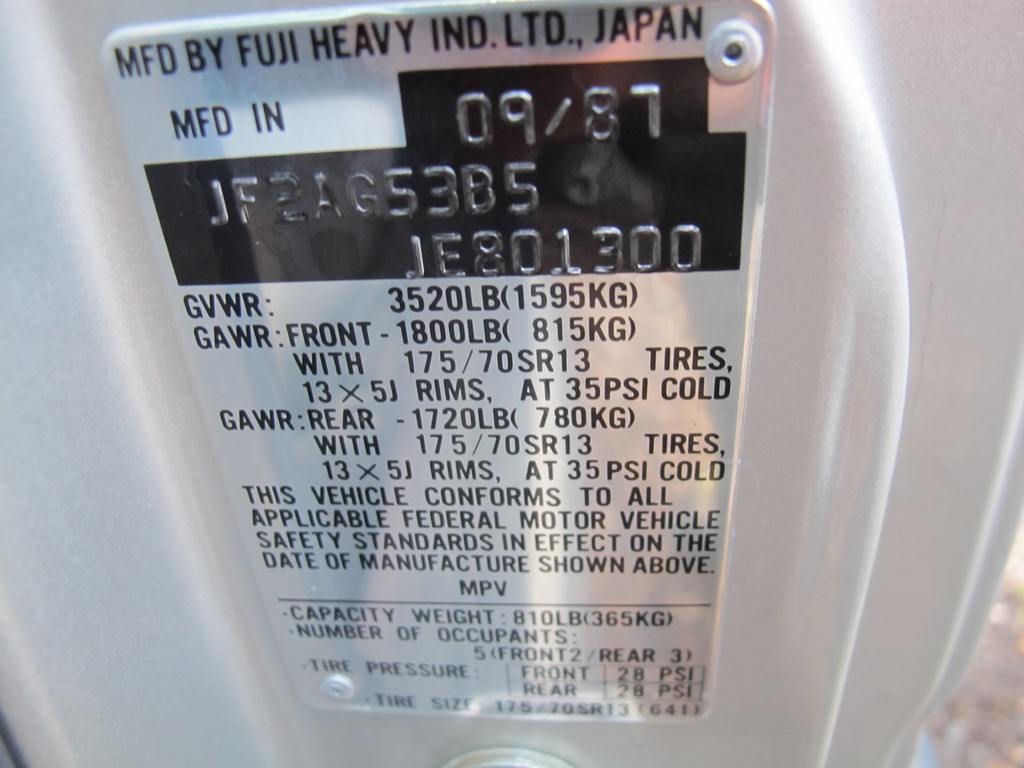 MFD BY FUJI HEAVY IND. LTD., JAPAN
MFD IN 09/87
JF2AG53B5
JE801300
GVWR: 3520LB(1595KG)
GAWR:FRONT - 1800LB( 815KG)
WITH 175/70SR13 TIRES,
13×5J RIMS, AT 35PSI COLD
GAWR:REAR - 1720LB( 780KG)
WITH 175/70SR13 TIRES,
13×5J RIMS, AT 35PSI COLD
THIS VEHICLE CONFORMS TO ALL
APPLICABLE FEDERAL MOTOR VEHICLE
SAFETY STANDARDS IN EFFECT ON THE
DATE OF MANUFACTURE SHOWN ABOVE.
MPV
·CAPACITY WEIGHT: 810LB(365KG)
·NUMBER OF OCCUPANTS:
5(FRONT2/REAR 3)
·TIRE PRESSURE: FRONT 28 PSI
REAR 28 PSI
·TIRE SIZE 175/70SR13(641)